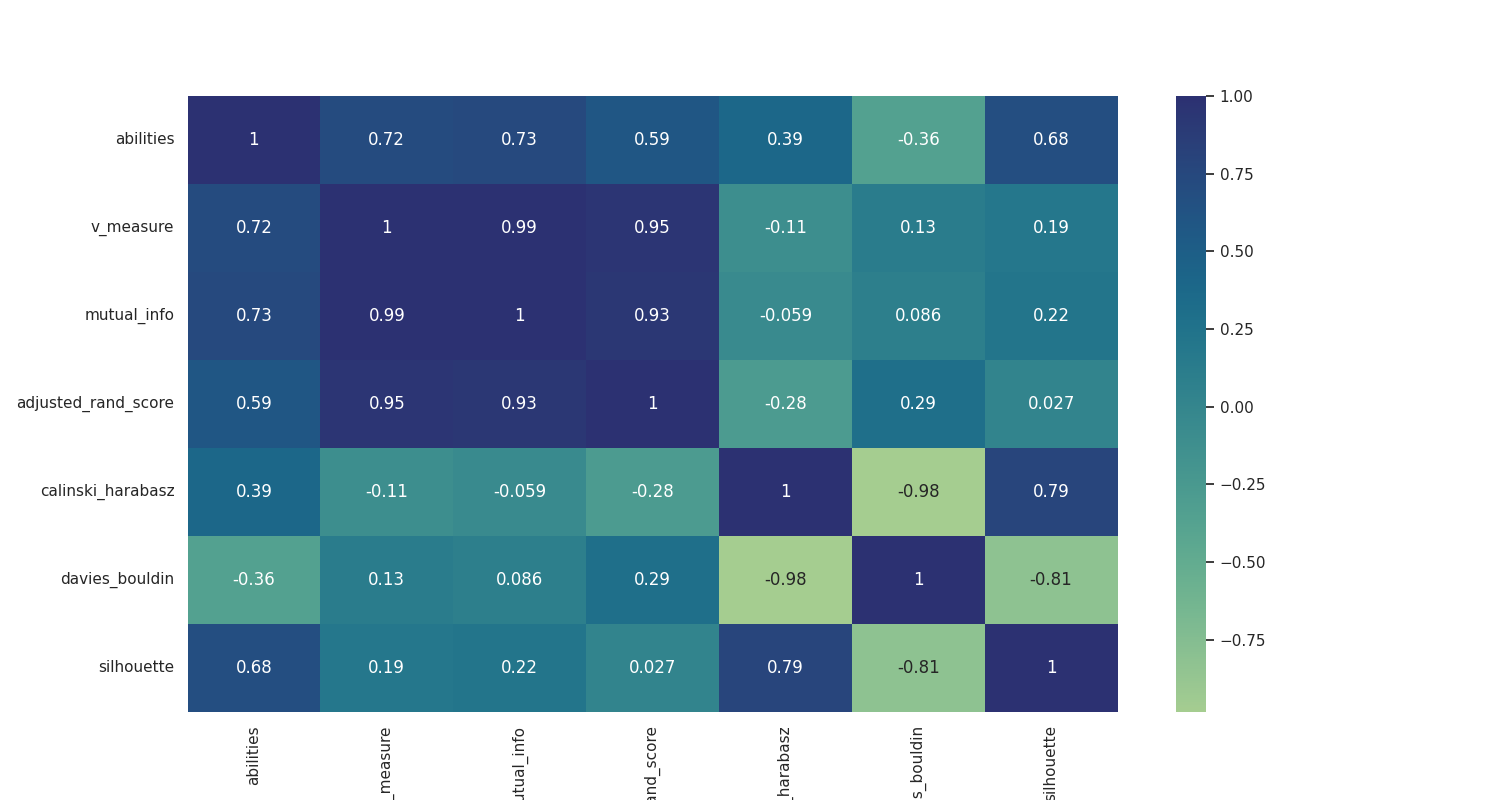 abilities 1 0.72 0.73 0.59 0.39 -0.36 0.68
v_measure 0.72 1 0.99 0.95 -0.11 0.13 0.19
mutual_info 0.73 0.99 1 0.93 -0.059 0.086 0.22
adjusted_rand_score 0.59 0.95 0.93 1 -0.28 0.29 0.027
calinski_harabasz 0.39 -0.11 -0.059 -0.28 1 -0.98 0.79
davies_bouldin -0.36 0.13 0.086 0.29 -0.98 1 -0.81
silhouette 0.68 0.19 0.22 0.027 0.79 -0.81 1
abilities
_measure
utual_info
and_score
_harabasz
s_bouldin
silhouette
1.00
0.75
0.50
0.25
0.00
−0.25
−0.50
−0.75